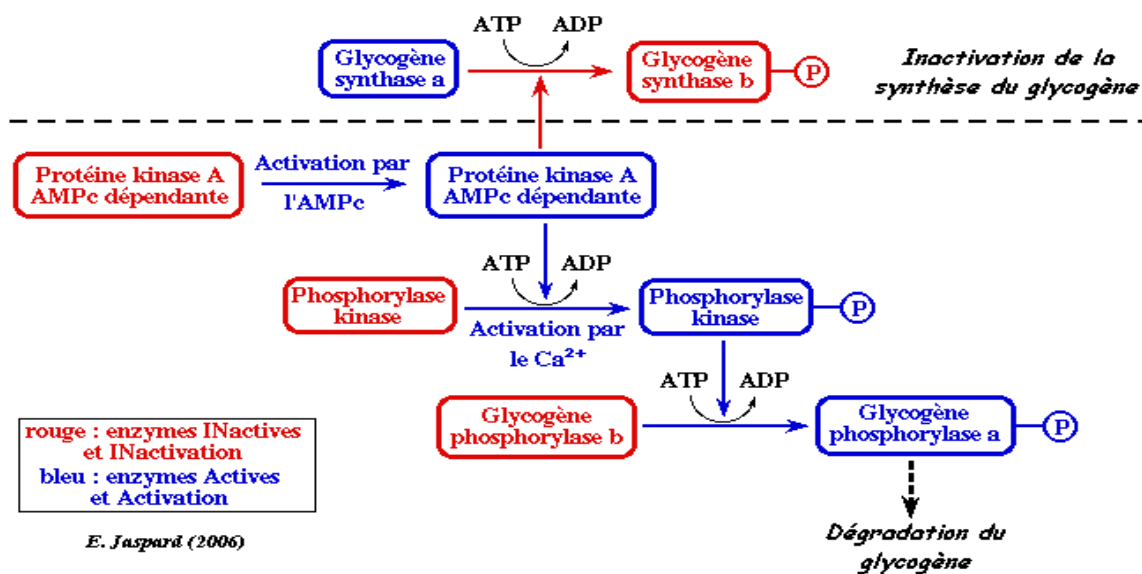 ATP
ADP
Glycogène
synthase a
Glycogène
synthase b
P
Inactivation de la
synthèse du glycogène
Protéine kinase A
AMPc dépendante
Activation par
l'AMPc
Protéine kinase A
AMPc dépendante
ATP
ADP
Phosphorylase
kinase
Activation par
le Ca²⁺
Phosphorylase
kinase
P
ATP
ADP
Glycogène
phosphorylase b
Glycogène
phosphorylase a
P
rouge : enzymes INactives
et INactivation
bleu : enzymes Actives
et Activation
E. Jaspard (2006)
Dégradation du
glycogène